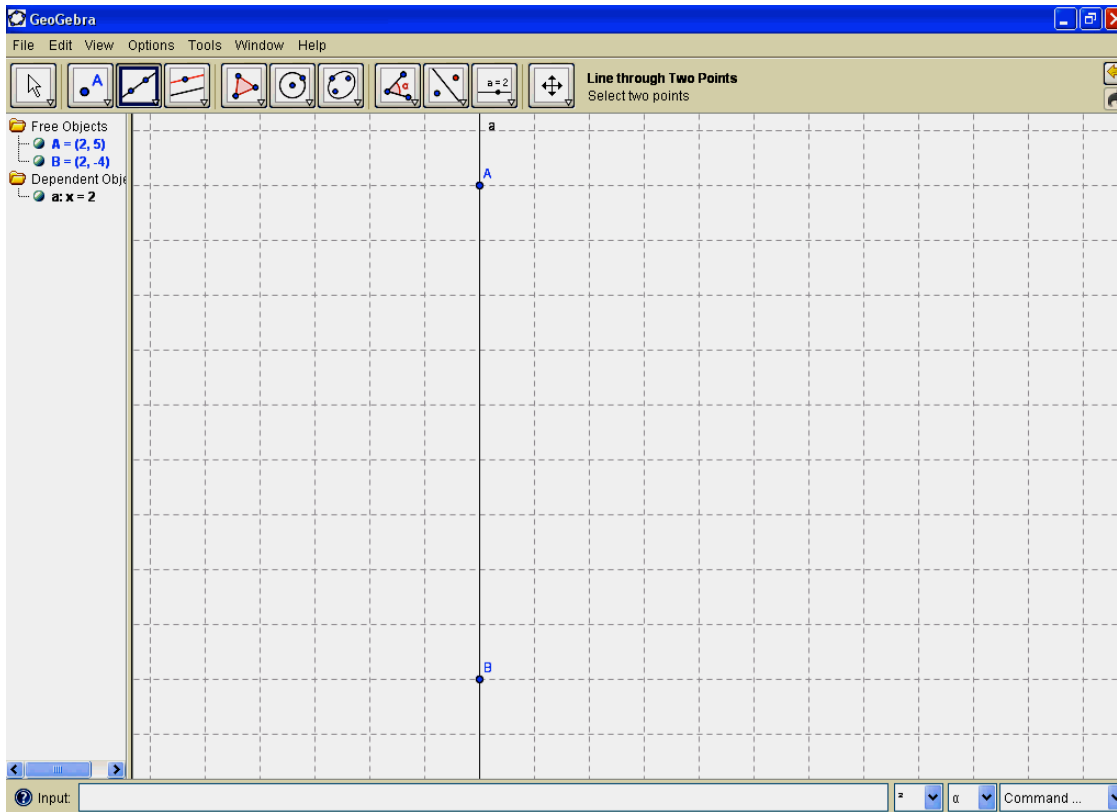 GeoGebra
File Edit View Options Tools Window Help
A
α
a=2
Line through Two Points
Select two points
Free Objects
A = (2, 5)
B = (2, -4)
Dependent Obje
a: x = 2
a
A
B
Input:
²
α
Command ...